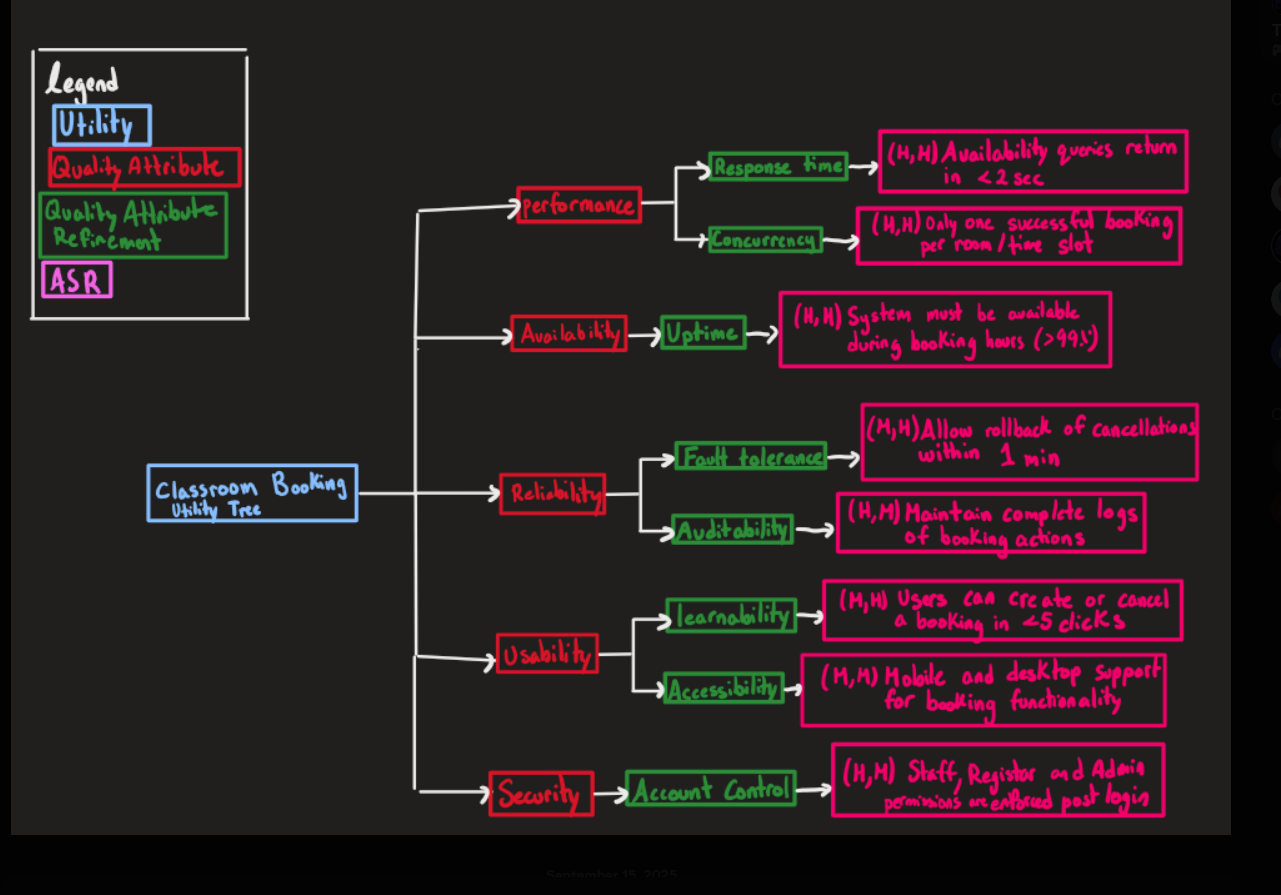 Legend
Utility
Quality Attribute
Quality Attribute
Refinement
ASR
Classroom Booking
Utility Tree
Performance
Response time
(H,H) Availability queries return
in <2 sec
Concurrency
(H,H) Only one successful booking
per room/time slot
Availability
Uptime
(H,H) System must be available
during booking hours (>99%)
Reliability
Fault tolerance
(M,H) Allow rollback of cancellations
within 1 min
Auditability
(H,M) Maintain complete logs
of booking actions
Usability
learnability
(M,H) Users can create or cancel
a booking in <5 clicks
Accessibility
(M,M) Mobile and desktop support
for booking functionality
Security
Account Control
(H,M) Staff, Registrar and Admin
permissions are enforced post login
September 15, 2025